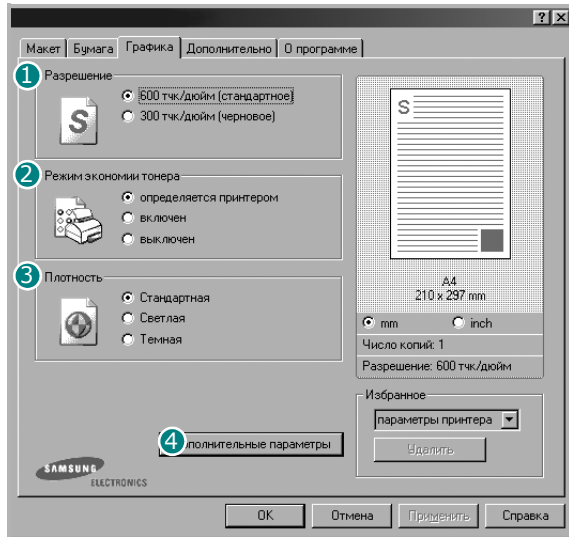 ? ×
Макет Бумага Графика Дополнительно О программе
1 Разрешение
600 тчк/дюйм (стандартное)
300 тчк/дюйм (черновое)
S
2 Режим экономии тонера
определяется принтером
включен
выключен
3 Плотность
Стандартная
Светлая
Темная
4 полнительные параметры
SAMSUNG
ELECTRONICS
S
A4
210 x 297 mm
mm inch
Число копий: 1
Разрешение: 600 тчк/дюйм
Избранное
параметры принтера
Удалить
OK Отмена Применить Справка